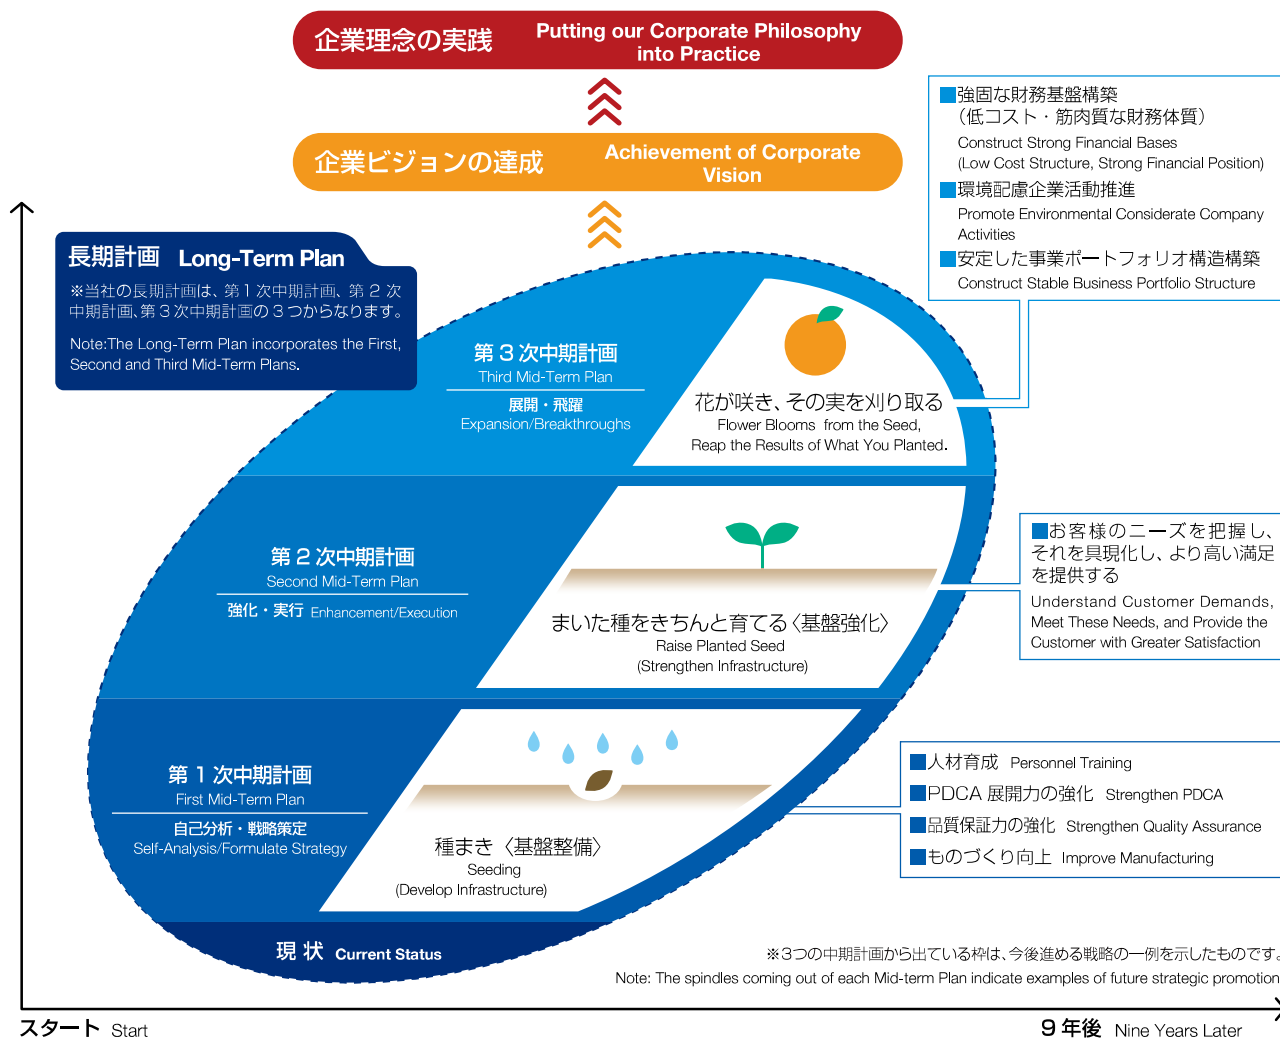 企業理念の実践 Putting our Corporate Philosophy
into Practice
企業ビジョンの達成 Achievement of Corporate
Vision
長期計画 Long-Term Plan
※当社の長期計画は、第1次中期計画、第2次
中期計画、第3次中期計画の3つからなります。
Note:The Long-Term Plan incorporates the First,
Second and Third Mid-Term Plans.
■強固な財務基盤構築
（低コスト・筋肉質な財務体質）
Construct Strong Financial Bases
(Low Cost Structure, Strong Financial Position)
■環境配慮企業活動推進
Promote Environmental Considerate Company
Activities
■安定した事業ポートフォリオ構造構築
Construct Stable Business Portfolio Structure
第3次中期計画
Third Mid-Term Plan
展開・飛躍
Expansion/Breakthroughs
花が咲き、その実を刈り取る
Flower Blooms from the Seed,
Reap the Results of What You Planted.
第2次中期計画
Second Mid-Term Plan
強化・実行 Enhancement/Execution
まいた種をきちんと育てる〈基盤強化〉
Raise Planted Seed
(Strengthen Infrastructure)
■お客様のニーズを把握し、
それを具現化し、より高い満足
を提供する
Understand Customer Demands,
Meet These Needs, and Provide the
Customer with Greater Satisfaction
第1次中期計画
First Mid-Term Plan
自己分析・戦略策定
Self-Analysis/Formulate Strategy
種まき〈基盤整備〉
Seeding
(Develop Infrastructure)
■人材育成 Personnel Training
■PDCA 展開力の強化 Strengthen PDCA
■品質保証力の強化 Strengthen Quality Assurance
■ものづくり向上 Improve Manufacturing
現状 Current Status
※3つの中期計画から出ている枠は、今後進める戦略の一例を示したものです。
Note: The spindles coming out of each Mid-term Plan indicate examples of future strategic promotion
スタート Start
9年後 Nine Years Later